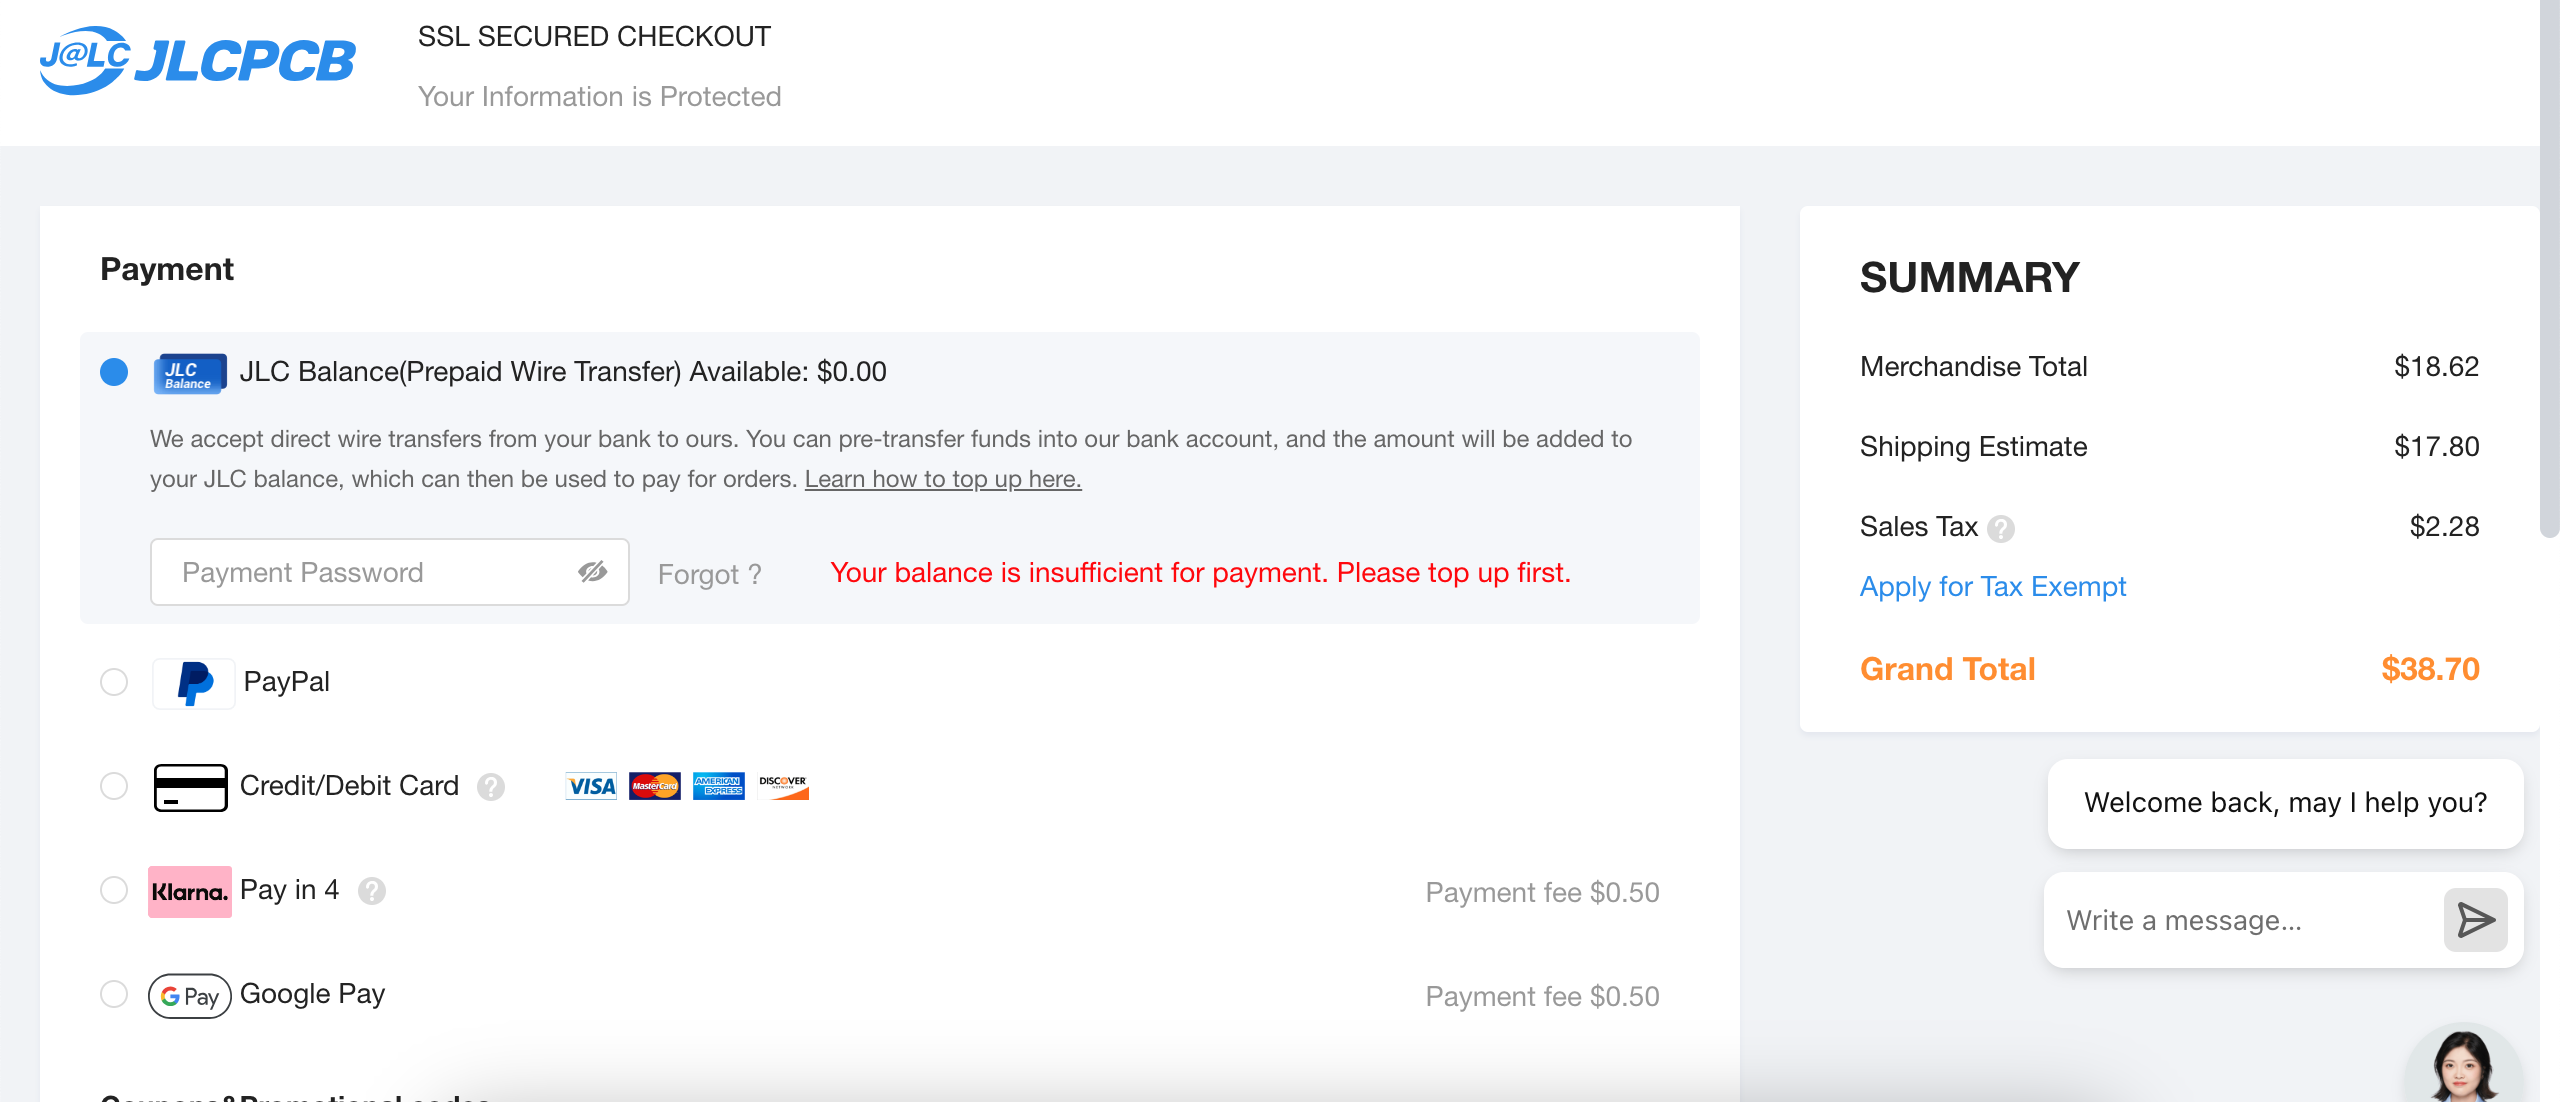 J@LC JLCPCB
SSL SECURED CHECKOUT
Your Information is Protected
Payment
JLC Balance
JLC Balance(Prepaid Wire Transfer) Available: $0.00
We accept direct wire transfers from your bank to ours. You can pre-transfer funds into our bank account, and the amount will be added to
your JLC balance, which can then be used to pay for orders. Learn how to top up here.
Payment Password
Forgot ?
Your balance is insufficient for payment. Please top up first.
PayPal
Credit/Debit Card ?
VISA MasterCard AMERICAN EXPRESS DISCOVER NETWORK
Klarna. Pay in 4 ?
Payment fee $0.50
G Pay Google Pay
Payment fee $0.50
Coupons&Promotional codes
SUMMARY
Merchandise Total $18.62
Shipping Estimate $17.80
Sales Tax ? $2.28
Apply for Tax Exempt
Grand Total $38.70
Welcome back, may I help you?
Write a message...